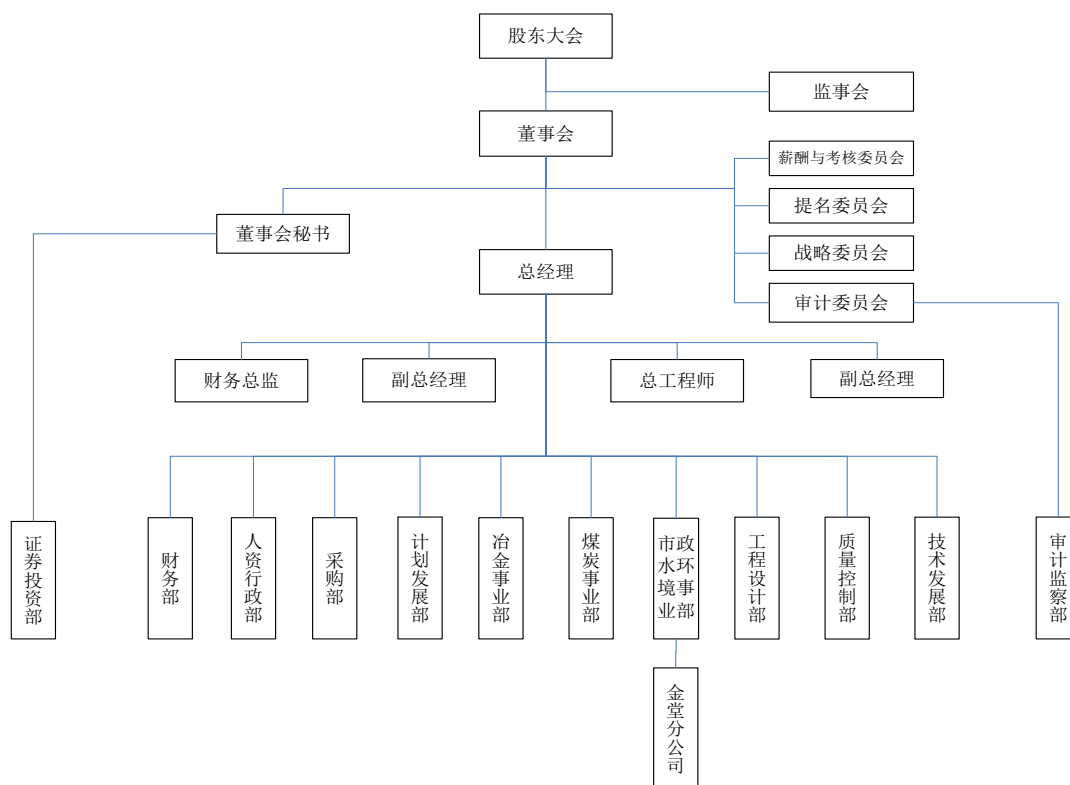 股东大会
监事会
董事会
薪酬与考核委员会
提名委员会
董事会秘书
战略委员会
总经理
审计委员会
财务总监
副总经理
总工程师
副总经理
证券投资部
财务部
人资行政部
采购部
计划发展部
冶金事业部
煤炭事业部
市政水环境事业部
工程设计部
质量控制部
技术发展部
审计监察部
金堂分公司